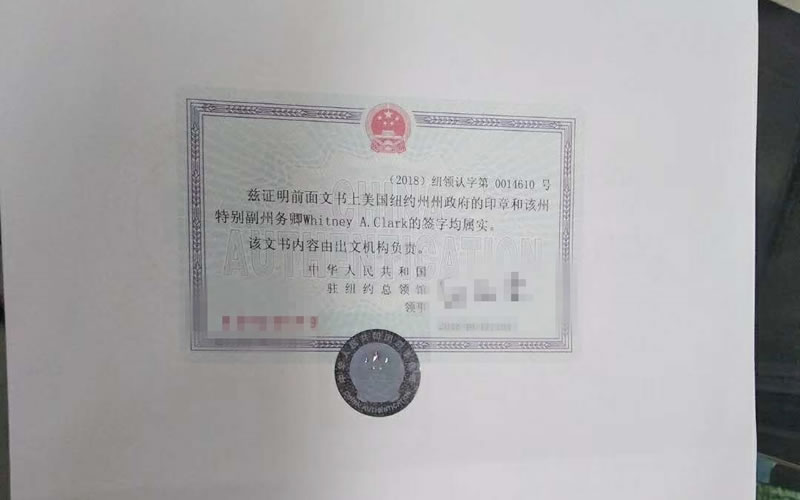 (2018) 纽领认字第 0014610 号
兹证明前面文书上美国纽约州州政府的印章和该州
特别副州务卿Whitney A.Clark的签字均属实。
该文书内容由出文机构负责。
AUTHENTICATION
中华人民共和国
驻纽约总领馆
领事